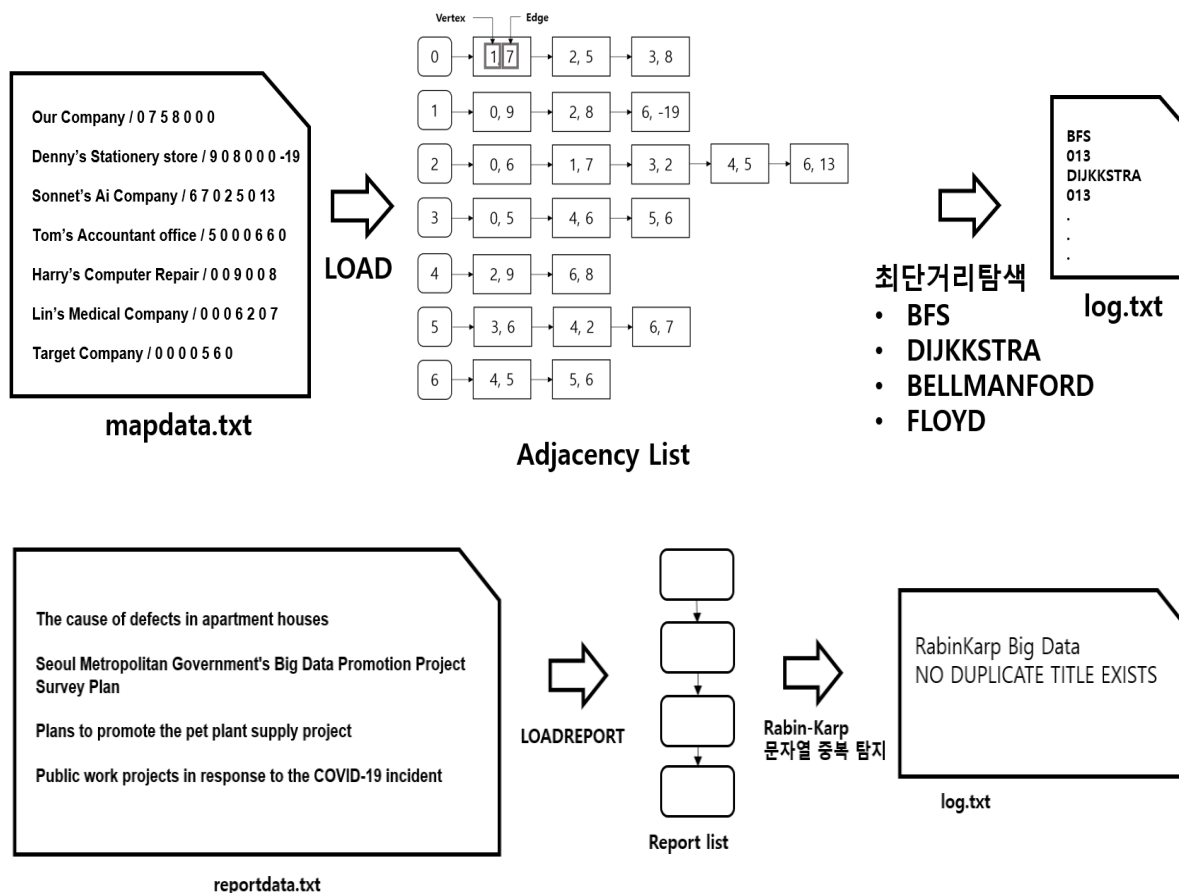 Vertex
Edge
0
1, 7
2, 5
3, 8
1
0, 9
2, 8
6, -19
2
0, 6
1, 7
3, 2
4, 5
6, 13
3
0, 5
4, 6
5, 6
4
2, 9
6, 8
5
3, 6
4, 2
6, 7
6
4, 5
5, 6
Adjacency List
Our Company / 0 7 5 8 0 0 0
Denny's Stationery store / 9 0 8 0 0 0 -19
Sonnet's Ai Company / 6 7 0 2 5 0 13
Tom's Accountant office / 5 0 0 0 6 6 0
Harry's Computer Repair / 0 0 9 0 0 8
Lin's Medical Company / 0 0 0 6 2 0 7
Target Company / 0 0 0 0 5 6 0
mapdata.txt
LOAD
최단거리탐색
• BFS
• DIJKKSTRA
• BELLMANFORD
• FLOYD
BFS
013
DIJKKSTRA
013
.
.
.
log.txt
The cause of defects in apartment houses
Seoul Metropolitan Government's Big Data Promotion Project
Survey Plan
Plans to promote the pet plant supply project
Public work projects in response to the COVID-19 incident
reportdata.txt
LOADREPORT
Report list
Rabin-Karp
문자열 중복 탐지
RabinKarp Big Data
NO DUPLICATE TITLE EXISTS
log.txt